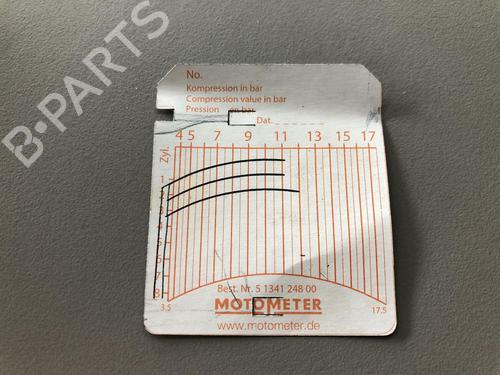 B-PARTS
No.
Kompression in bar
Compression value in bar
Pression en bar
Dat.
4 5 7 9 11 13 15 17
Zyl.
1
2
3
4
5
6
7
8
3.5 17.5
Best. Nr. 5 1341 248 00
MOTOMETER
www.motometer.de